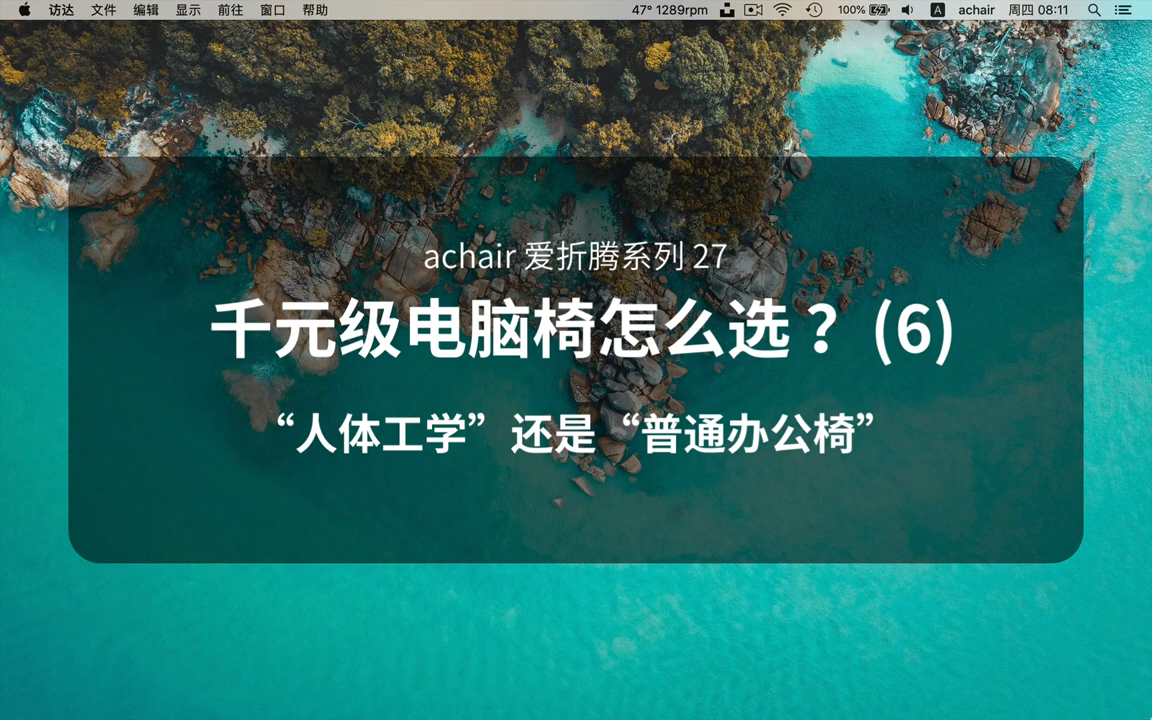 访达 文件 编辑 显示 前往 窗口 帮助 47° 1289rpm 100% A achair 周四 08:11
achair 爱折腾系列 27
千元级电脑椅怎么选？(6)
“人体工学”还是“普通办公椅”